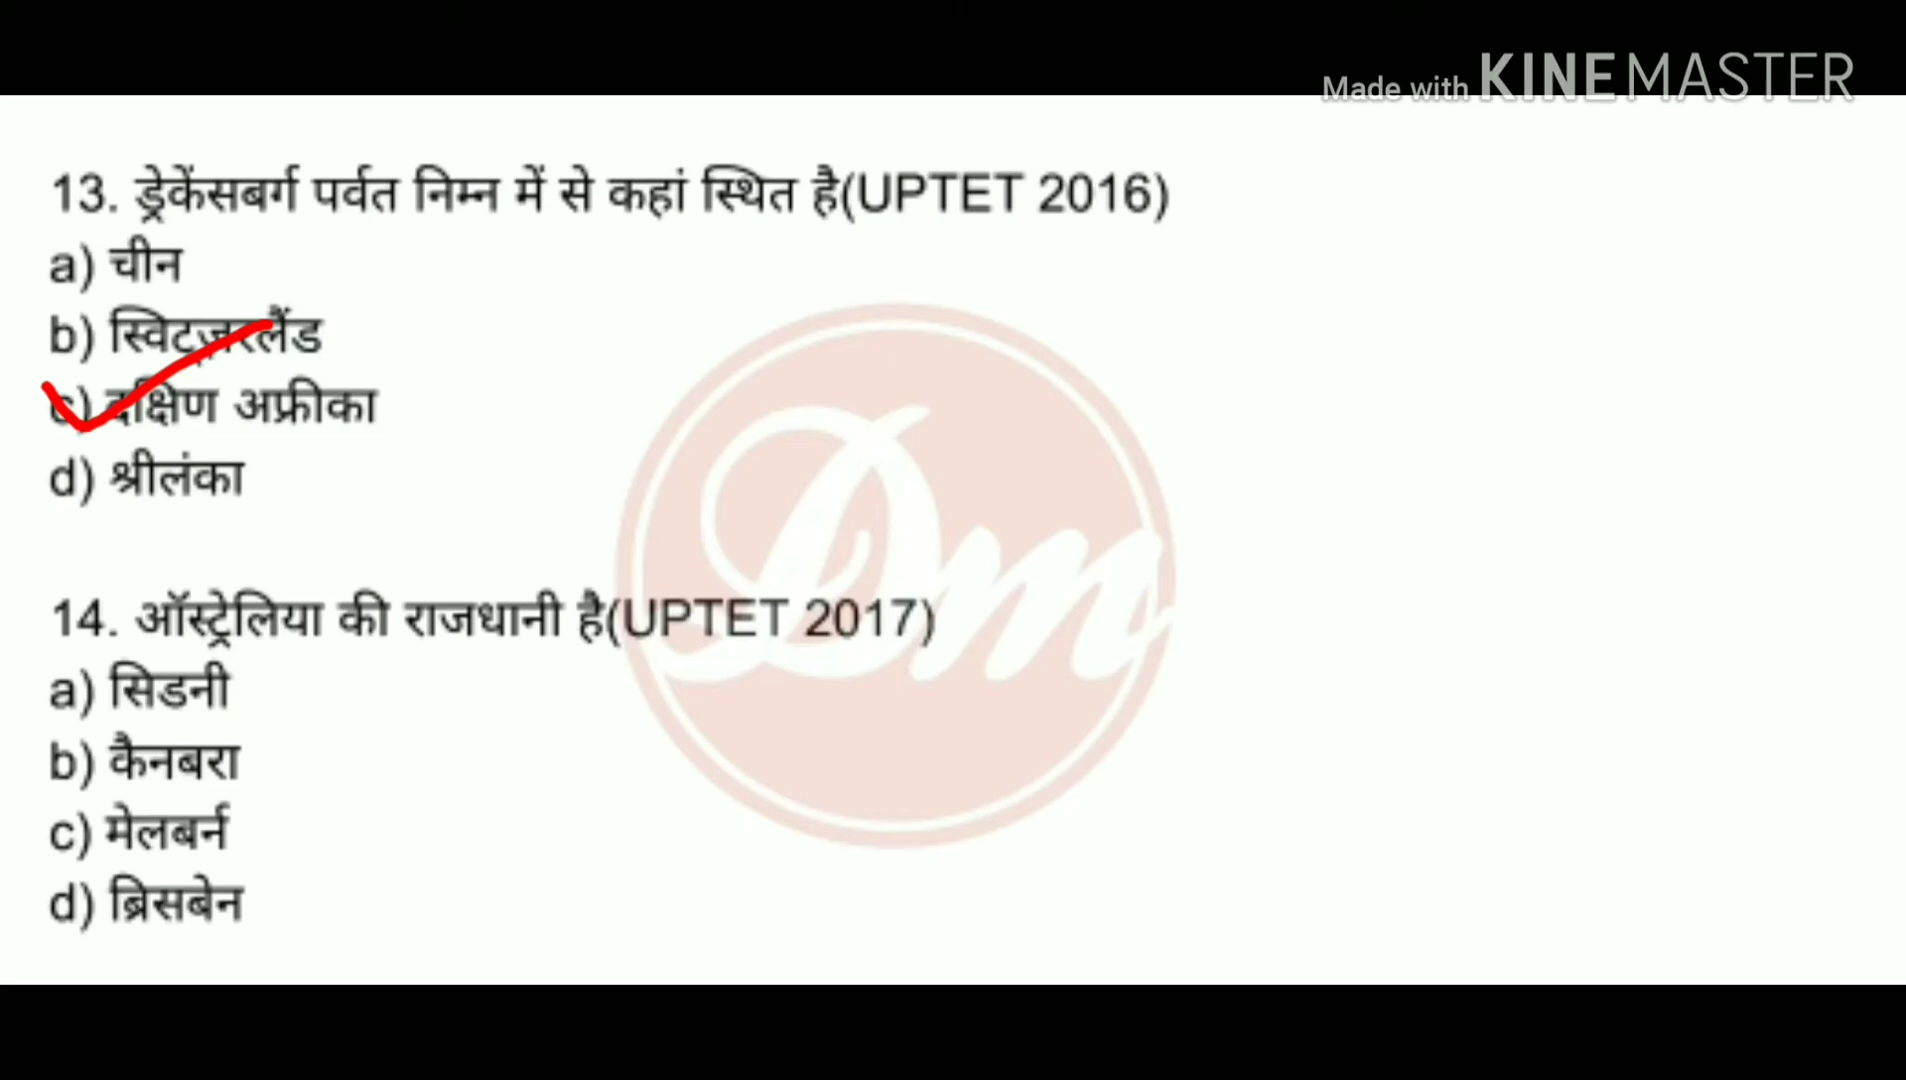 Made with KINEMASTER
13. ड्रेकेंसबर्ग पर्वत निम्न में से कहां स्थित है(UPTET 2016)
a) चीन
b) स्विट्ज़रलैंड
c) दक्षिण अफ्रीका
d) श्रीलंका
Dm
14. ऑस्ट्रेलिया की राजधानी है(UPTET 2017)
a) सिडनी
b) कैनबरा
c) मेलबर्न
d) ब्रिसबेन